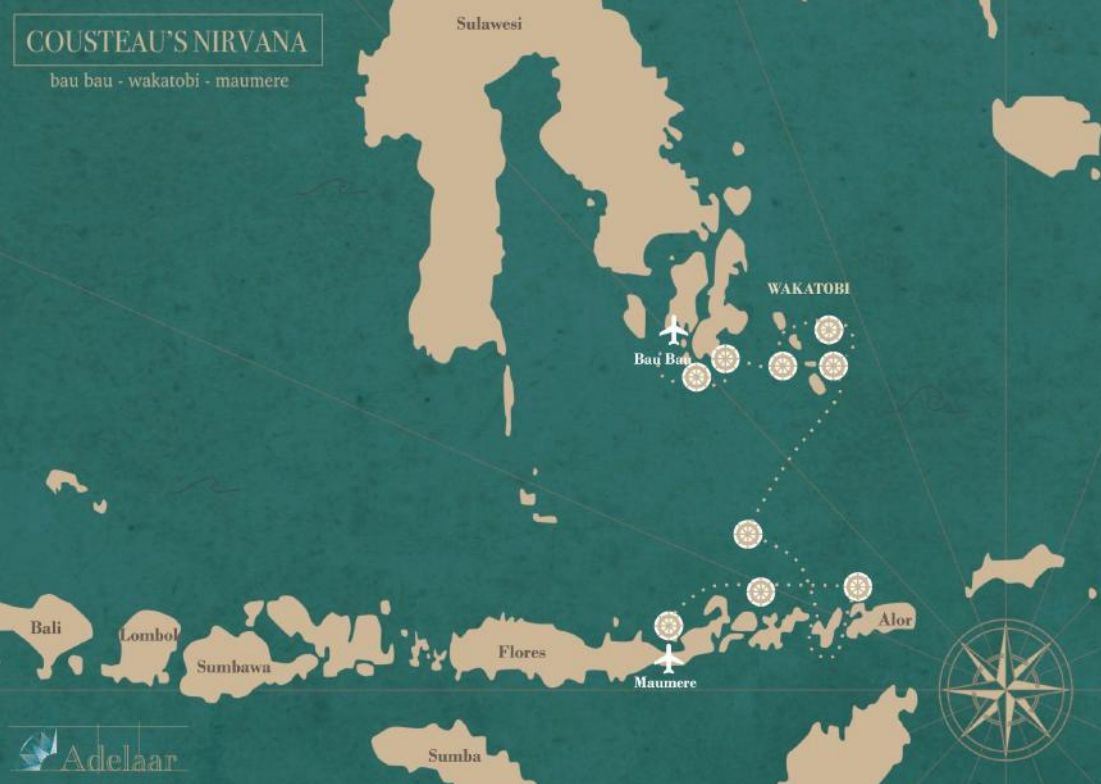 Sulawesi
COUSTEAU'S NIRVANA
bau bau - wakatobi - maumere
WAKATOBI
Bau Bau
Bali
Lombok
Sumbawa
Flores
Alor
Maumere
Sumba
Adelaar